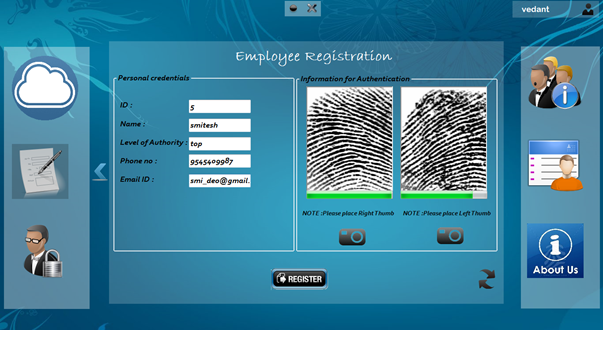 vedant
Employee Registration
Personal credentials
Information for Authentication
ID :
5
Name :
smitesh
Level of Authority :
top
Phone no :
9545409987
Email ID :
smi_deo@gmail.
NOTE :Please place Right Thumb
NOTE :Please place Left Thumb
REGISTER
About Us